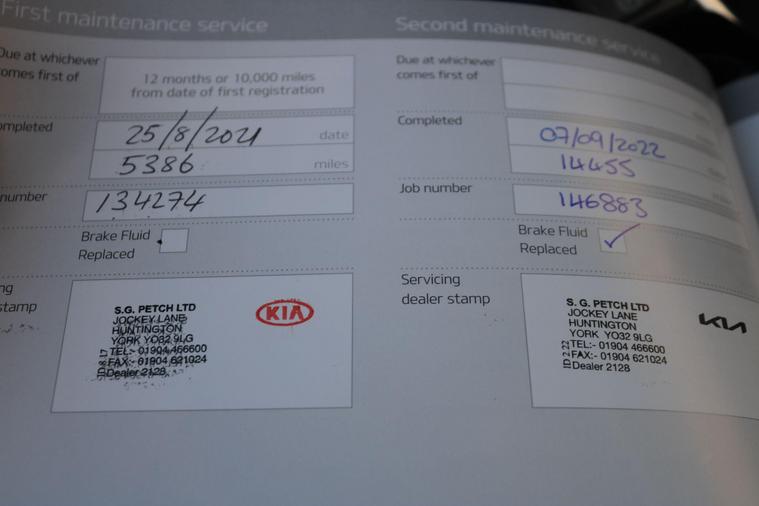 First maintenance service
Due at whichever
comes first of
12 months or 10,000 miles
from date of first registration
ompleted
25/8/2021 date
5386 miles
number
134274
Brake Fluid
Replaced
ng
stamp
S.G. PETCH LTD
JOCKEY LANE
HUNTINGTON
YORK YO32 9LG
TEL:- 01904 466600
FAX:- 01904 621024
Dealer 2128
KIA
Second maintenance service
Due at whichever
comes first of
Completed
07/09/2022
14455
Job number
146883
Brake Fluid
Replaced
Servicing
dealer stamp
S. G. PETCH LTD
JOCKEY LANE
HUNTINGTON
YORK YO32 9LG
TEL:- 01904 466600
FAX:- 01904 621024
Dealer 2128
KIA